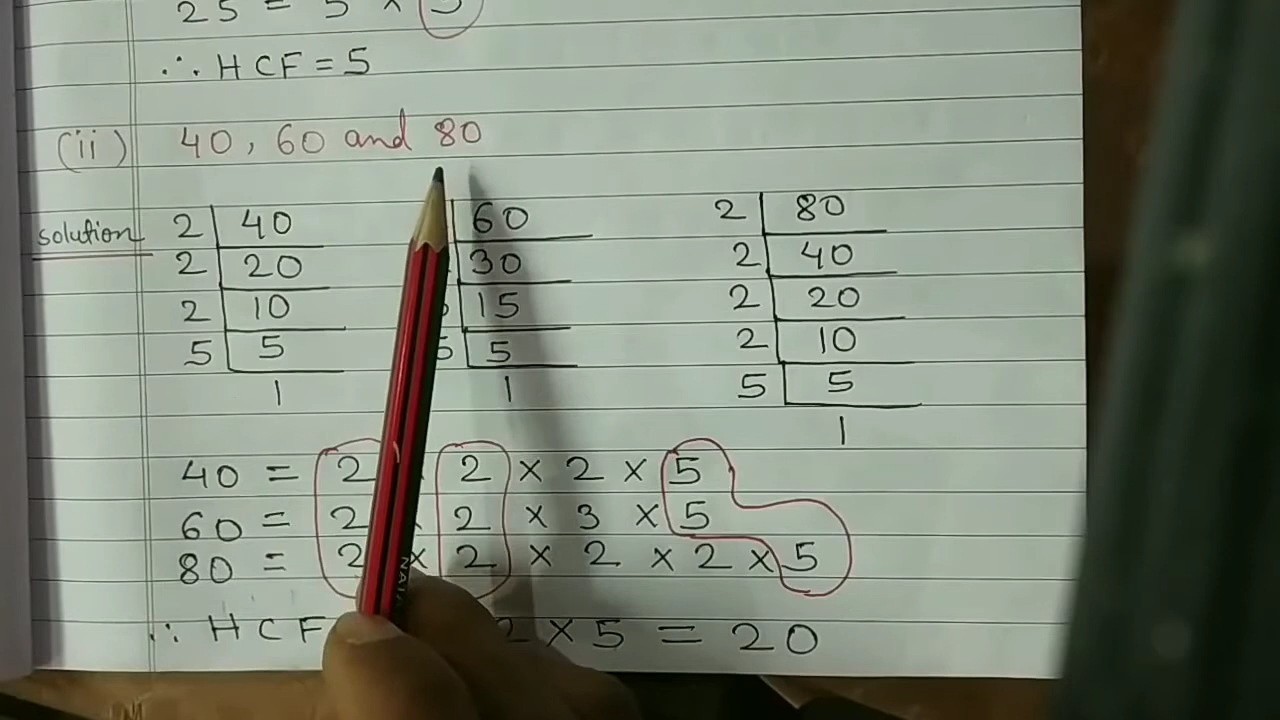 25 = 5 × 5
∴ HCF = 5
(ii) 40, 60 and 80
solution 2 40 60 2 80
2 20 30 2 40
2 10 15 2 20
5 5 5 5 2 10
1 1 5 5
1
40 = 2 2 × 2 × 5
60 = 2 × 2 × 3 × 5
80 = 2 × 2 × 2 × 2 × 5
∴ HCF 2 × 5 = 20